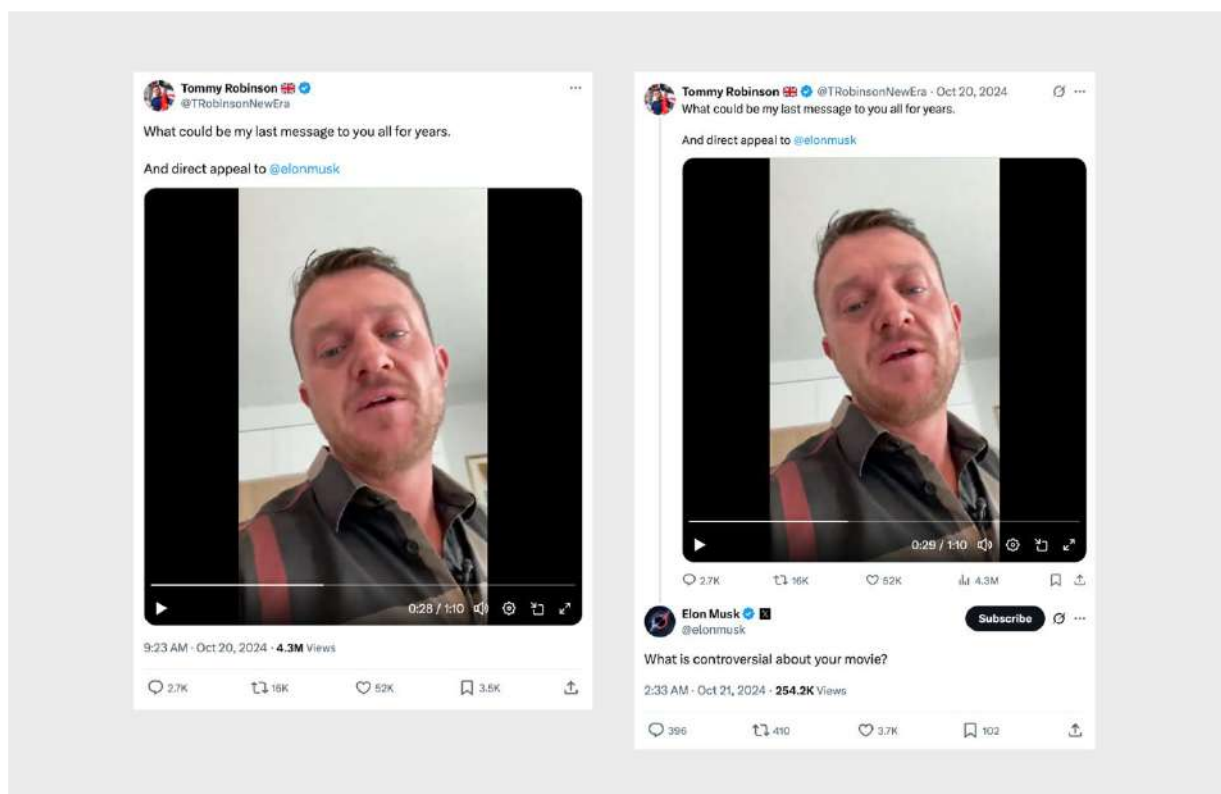 Tommy Robinson 🇬🇧
@TRobinsonNewEra
What could be my last message to you all for years.
And direct appeal to @elonmusk
0:28 / 1:10
9:23 AM · Oct 20, 2024 · 4.3M Views
2.7K 16K 52K 3.5K
Tommy Robinson 🇬🇧 @TRobinsonNewEra · Oct 20, 2024
What could be my last message to you all for years.
And direct appeal to @elonmusk
0:29 / 1:10
2.7K 16K 52K 4.3M
Elon Musk
@elonmusk
Subscribe
What is controversial about your movie?
2:33 AM · Oct 21, 2024 · 254.2K Views
396 410 3.7K 102